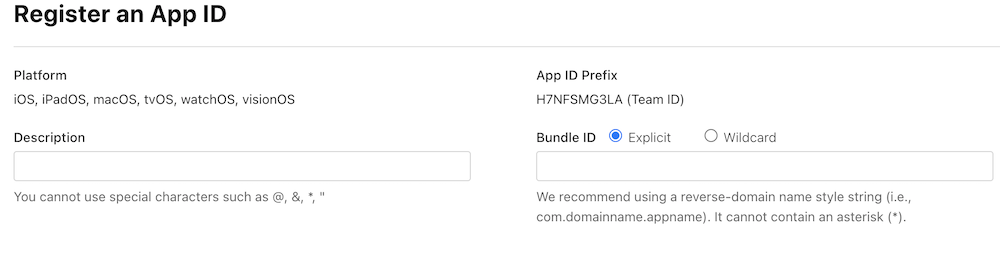 Register an App ID
Platform
iOS, iPadOS, macOS, tvOS, watchOS, visionOS
App ID Prefix
H7NFSMG3LA (Team ID)
Description
You cannot use special characters such as @, &, *, "
Bundle ID Explicit Wildcard
We recommend using a reverse-domain name style string (i.e.,
com.domainname.appname). It cannot contain an asterisk (*).